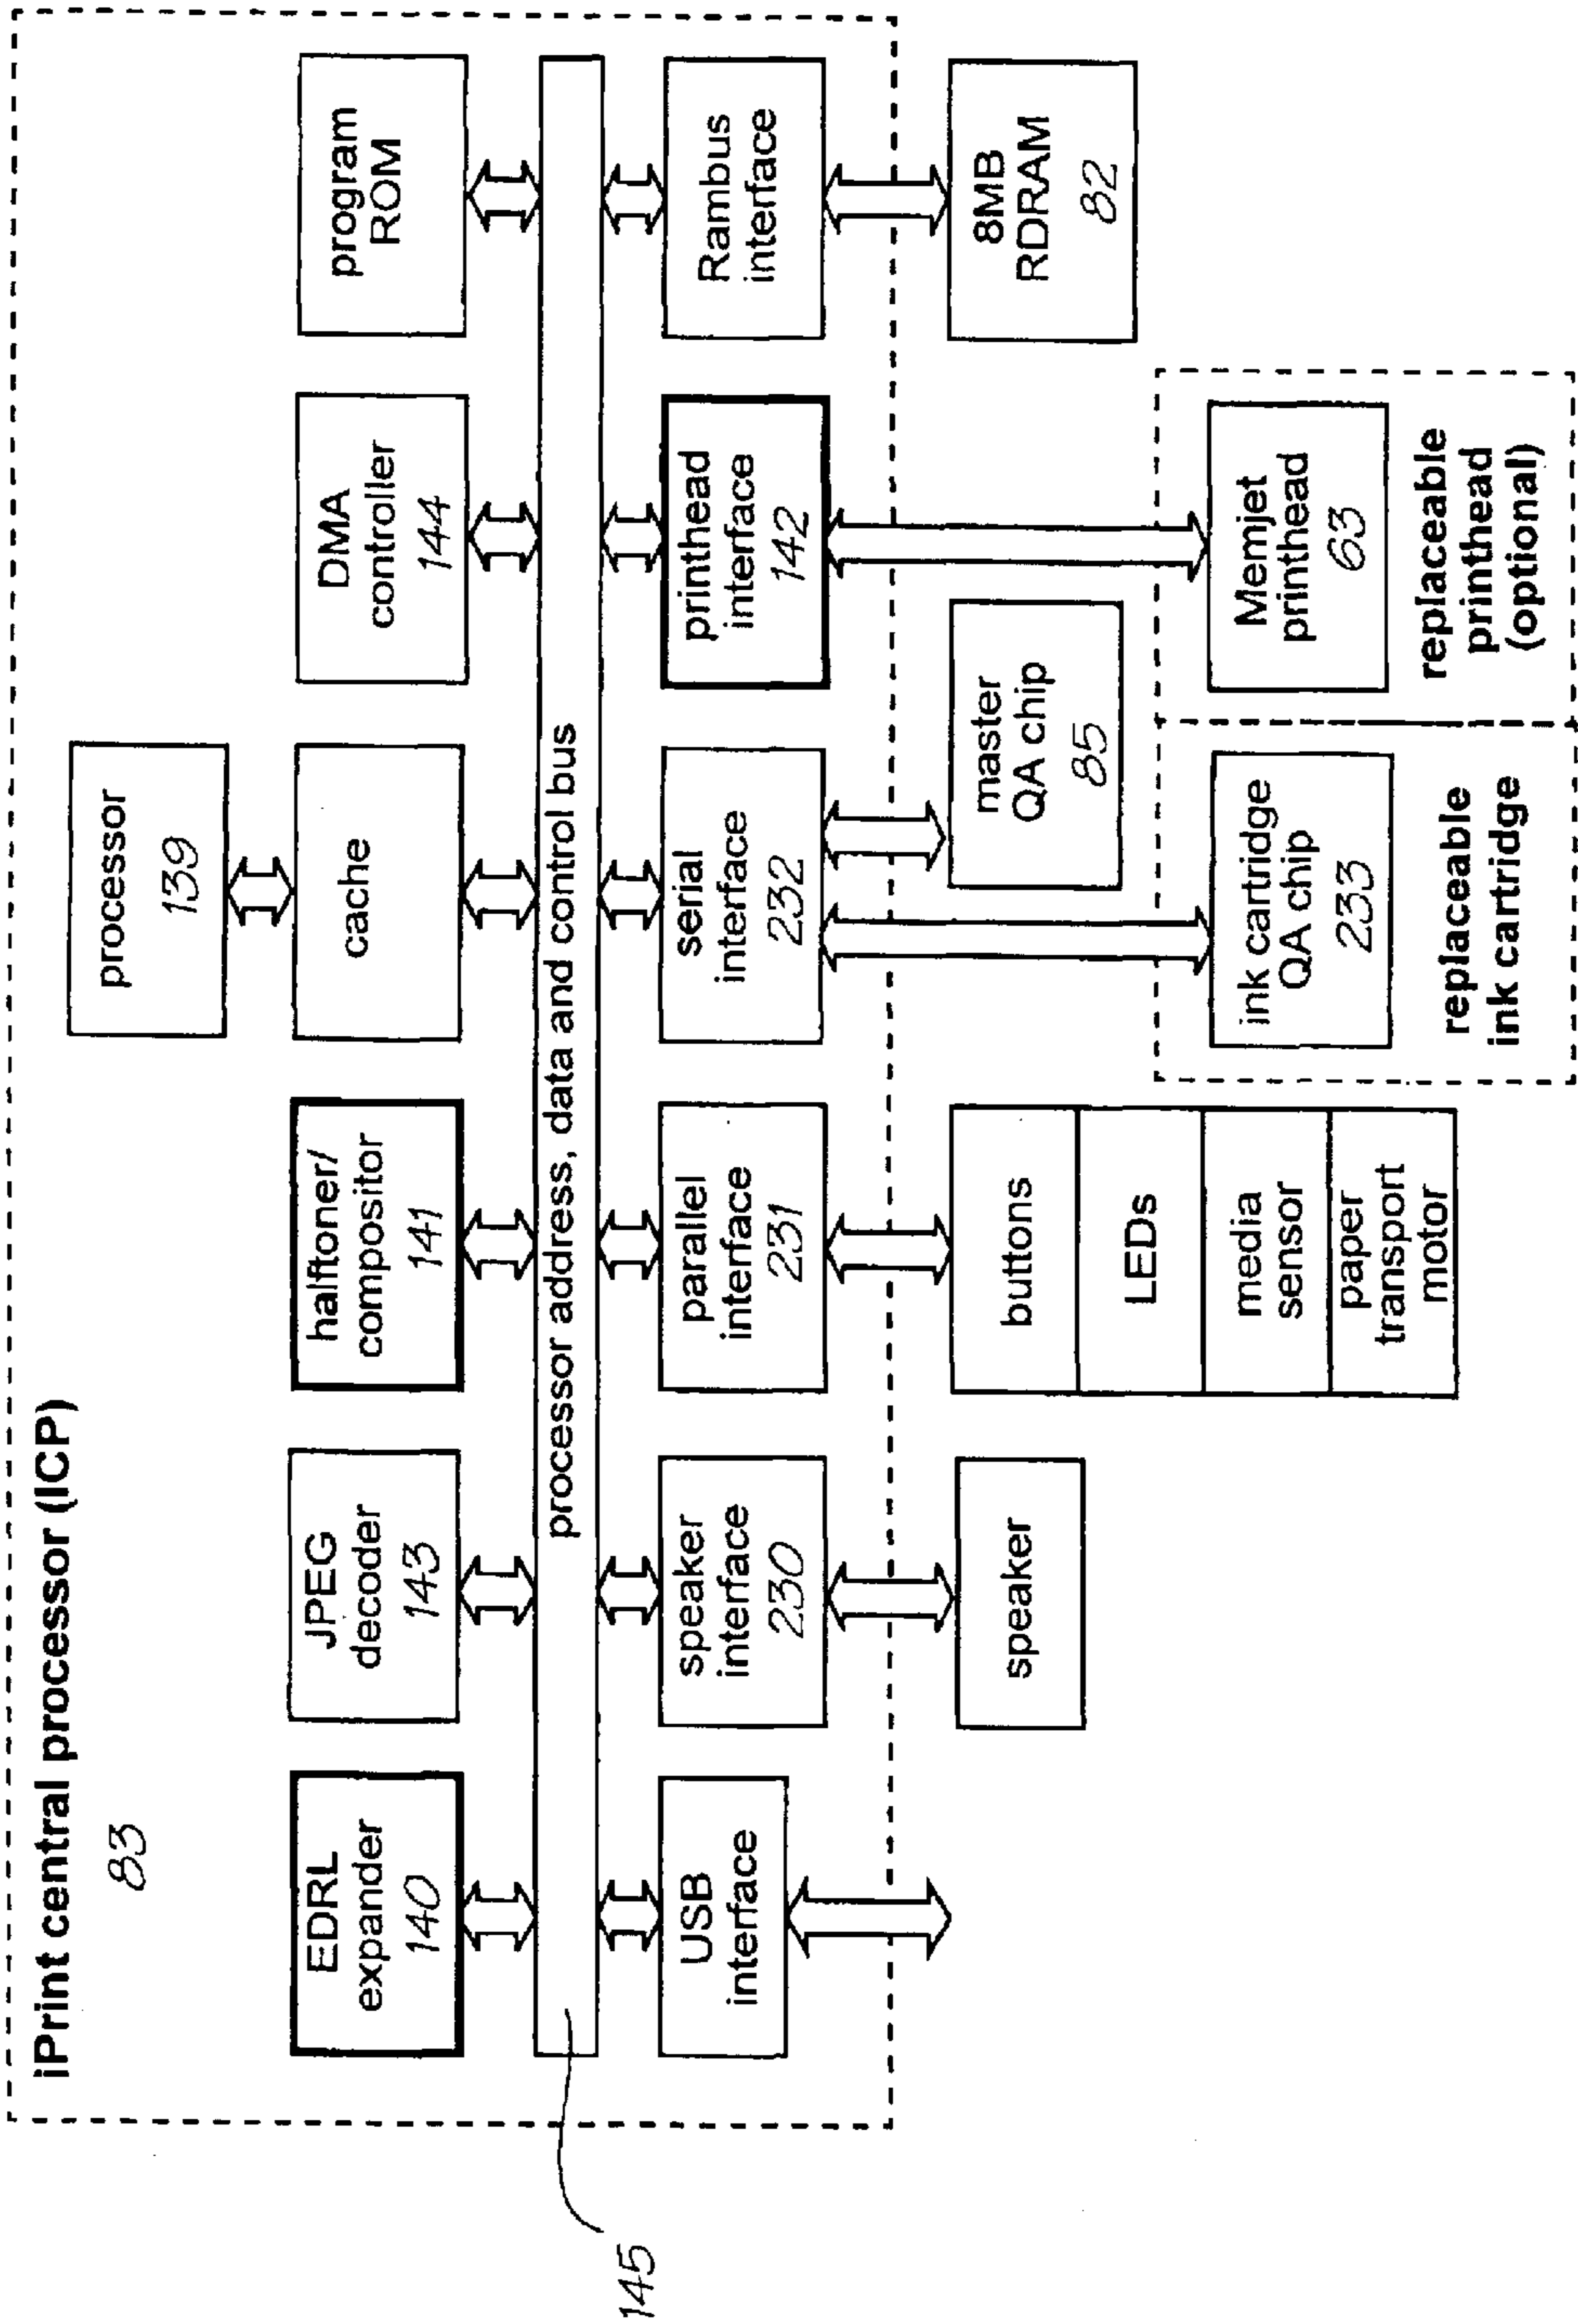 iPrint central processor (ICP)
83
processor
139
EDRL
expander
140
JPEG
decoder
143
halftoner/
compositor
141
cache
DMA
controller
144
program
ROM
processor address, data and control bus
145
USB
interface
speaker
interface
230
parallel
interface
231
serial
interface
232
printhead
interface
142
Rambus
interface
speaker
buttons
LEDs
media
sensor
paper
transport
motor
master
QA chip
85
8MB
RDRAM
82
ink cartridge
QA chip
233
replaceable
ink cartridge
Memjet
printhead
63
replaceable
printhead
(optional)